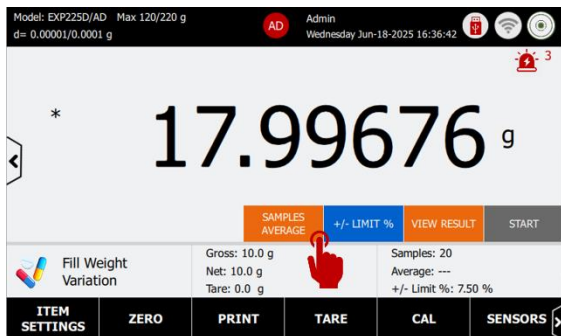 Model: EXP225D/AD Max 120/220 g
d= 0.00001/0.0001 g
AD
Admin
Wednesday Jun-18-2025 16:36:42
3
* 17.99676 g
SAMPLES
AVERAGE
+/- LIMIT %
VIEW RESULT
START
Fill Weight
Variation
Gross: 10.0 g
Net: 10.0 g
Tare: 0.0 g
Samples: 20
Average: ---
+/- Limit %: 7.50 %
ITEM
SETTINGS
ZERO
PRINT
TARE
CAL
SENSORS